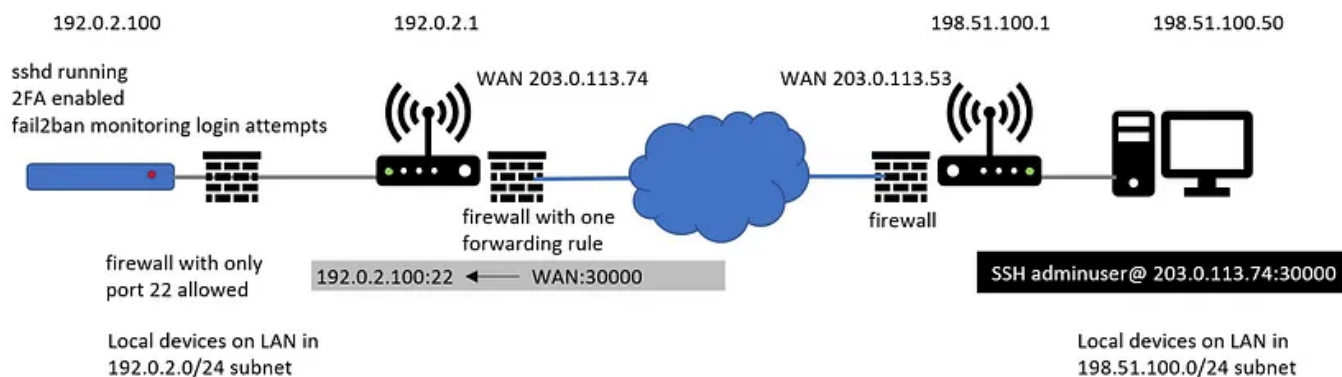 192.0.2.100
192.0.2.1
198.51.100.1
198.51.100.50
sshd running
2FA enabled
fail2ban monitoring login attempts
WAN 203.0.113.74
WAN 203.0.113.53
firewall with one
forwarding rule
firewall
firewall with only
port 22 allowed
192.0.2.100:22 ← WAN:30000
SSH adminuser@ 203.0.113.74:30000
Local devices on LAN in
192.0.2.0/24 subnet
Local devices on LAN in
198.51.100.0/24 subnet